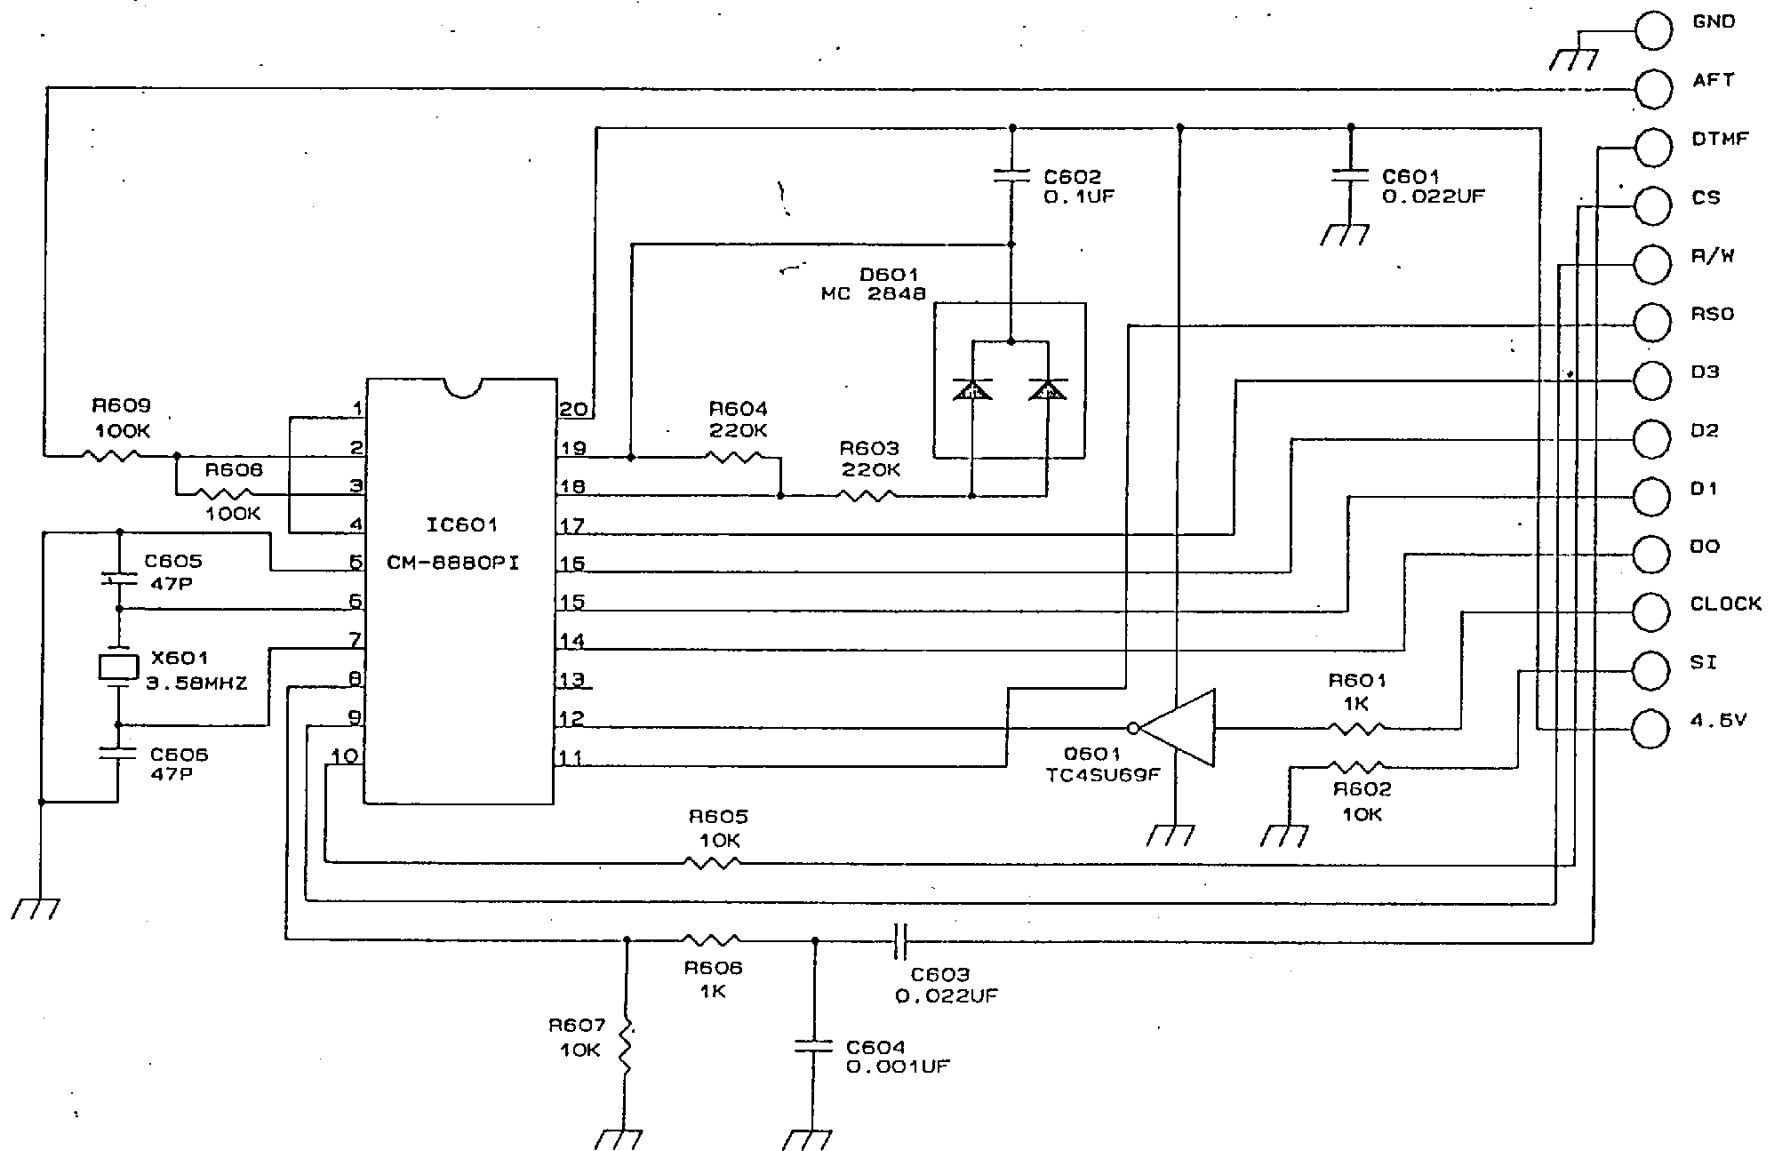 GND
AFT
DTMF
CS
R/W
RSO
D3
D2
D1
DO
CLOCK
SI
4.5V
C602
0.1UF
C601
0.022UF
D601
MC 2848
R609
100K
R608
100K
R604
220K
R603
220K
IC601
CM-8880PI
1
2
3
4
5
6
7
8
9
10
20
19
18
17
16
15
14
13
12
11
C605
47P
X601
3.58MHZ
C606
47P
R601
1K
Q601
TC4SU69F
R602
10K
R605
10K
R606
1K
C603
0.022UF
R607
10K
C604
0.001UF